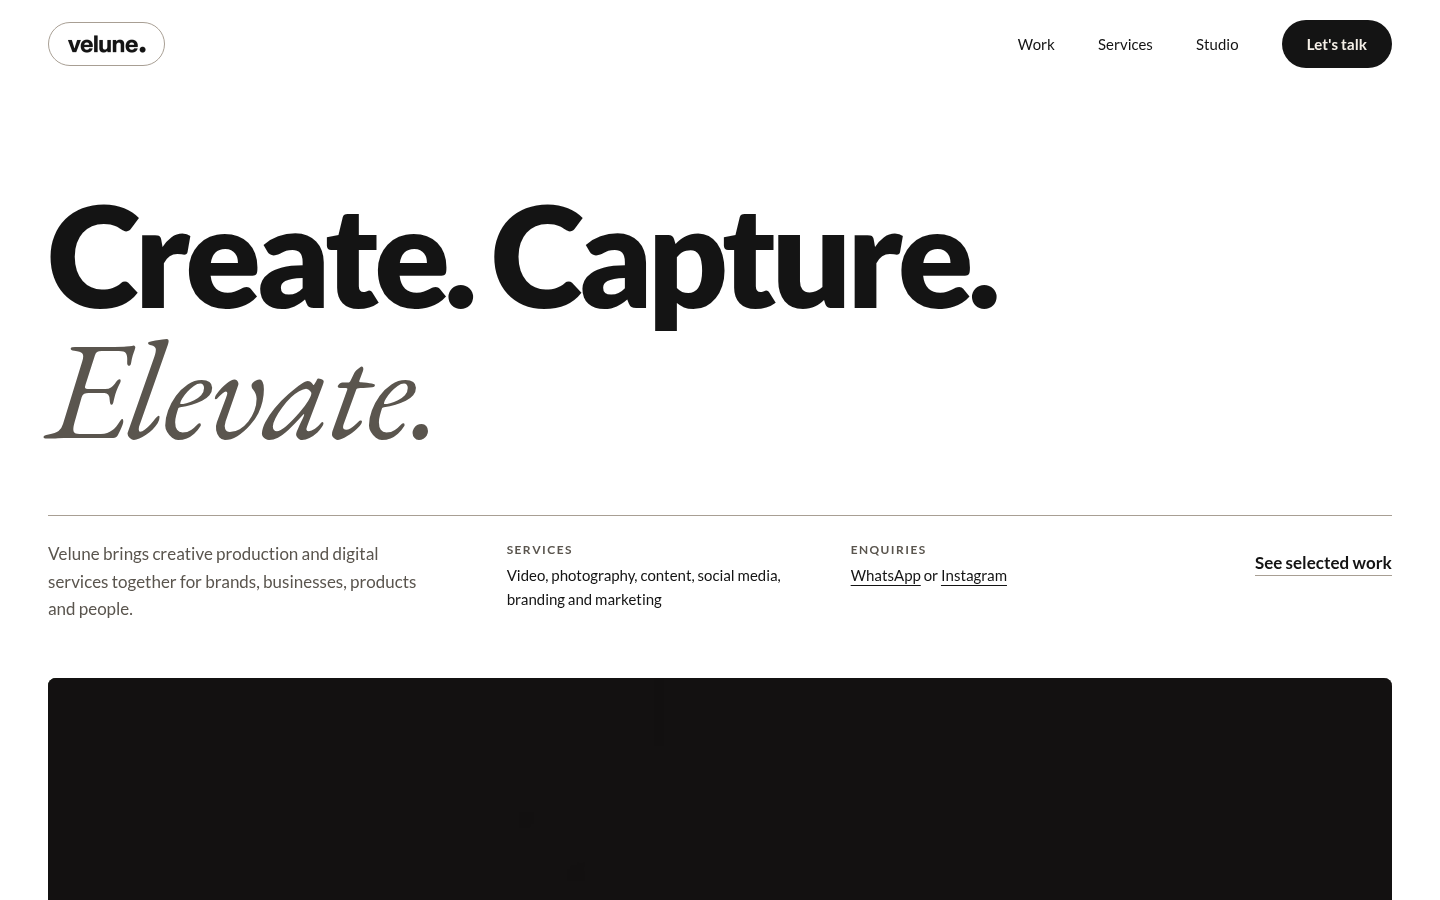 velune.
Work
Services
Studio
Let's talk
Create. Capture.
Elevate.
Velune brings creative production and digital
services together for brands, businesses, products
and people.
SERVICES
Video, photography, content, social media,
branding and marketing
ENQUIRIES
WhatsApp or Instagram
See selected work